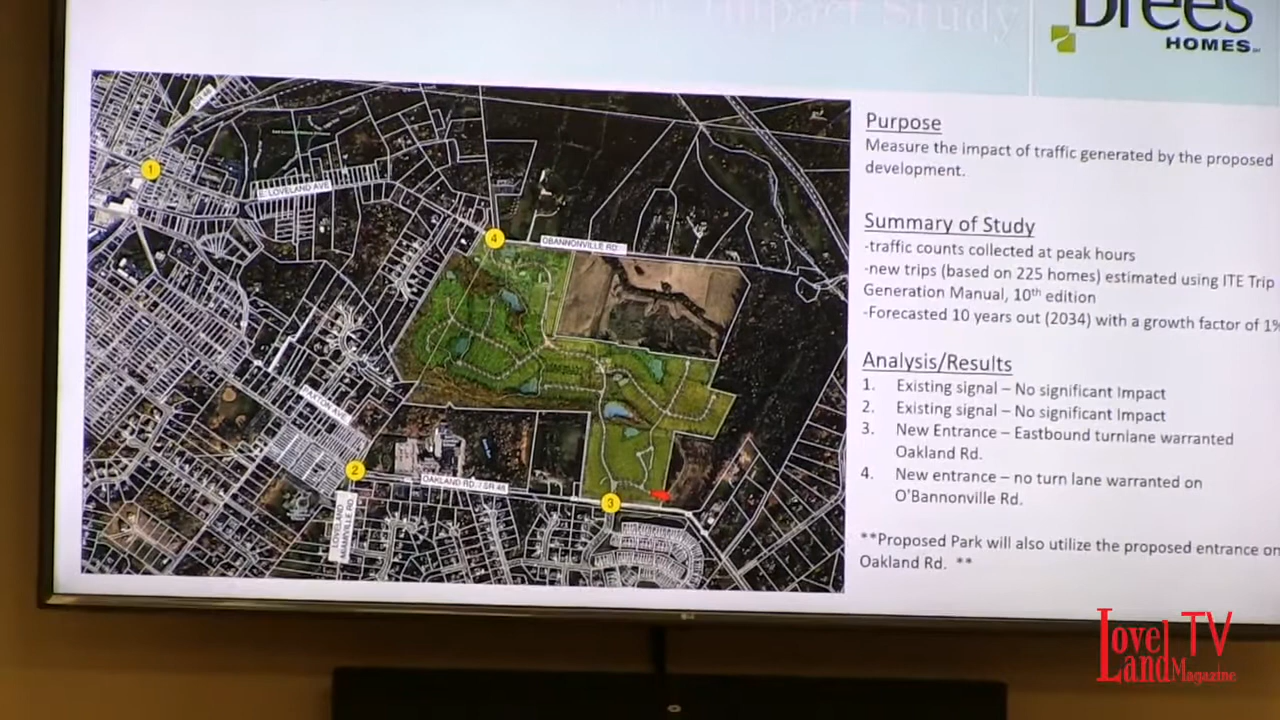 Impact Study
Drees
HOMES
Purpose
Measure the impact of traffic generated by the proposed
development.
Summary of Study
-traffic counts collected at peak hours
-new trips (based on 225 homes) estimated using ITE Trip
Generation Manual, 10th edition
-Forecasted 10 years out (2034) with a growth factor of 1%
Analysis/Results
1. Existing signal – No significant Impact
2. Existing signal – No significant Impact
3. New Entrance – Eastbound turnlane warranted
Oakland Rd.
4. New entrance – no turn lane warranted on
O'Bannonville Rd.
**Proposed Park will also utilize the proposed entrance on
Oakland Rd. **
1
E. LOVELAND AVE
4
OBANNONVILLE RD
PAXTON AVE
2
OAKLAND RD. / SR 48
LOVELAND
MIAMIVILLE RD
3
LoveLand TV
Magazine